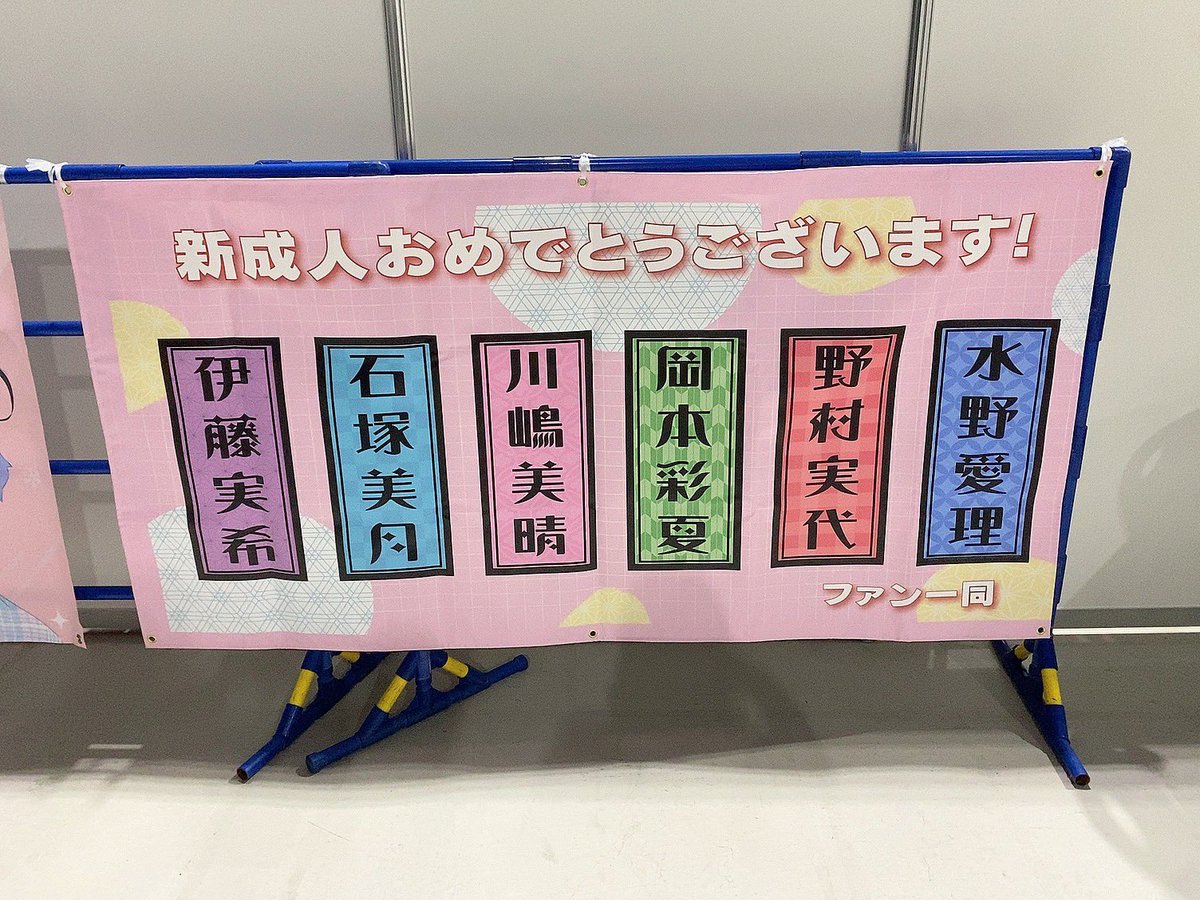 新成人おめでとうございます!
伊藤実希
石塚美月
川嶋美晴
岡本彩夏
野村実代
水野愛理
ファン一同